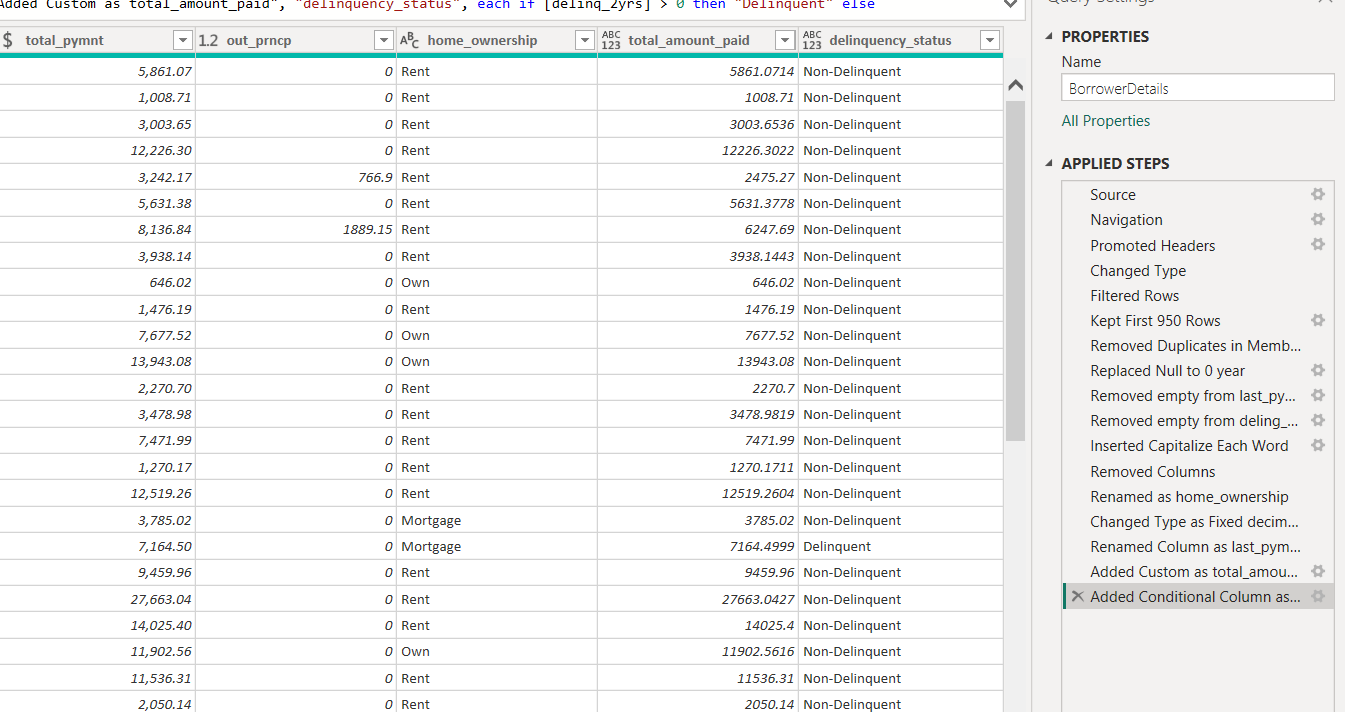 Added Custom as total_amount_paid", "delinquency_status", each if [delinq_2yrs] > 0 then "Delinquent" else
Query Settings
$ total_pymnt 1.2 out_prncp ABC home_ownership ABC 123 total_amount_paid ABC 123 delinquency_status
5,861.07 0 Rent 5861.0714 Non-Delinquent
1,008.71 0 Rent 1008.71 Non-Delinquent
3,003.65 0 Rent 3003.6536 Non-Delinquent
12,226.30 0 Rent 12226.3022 Non-Delinquent
3,242.17 766.9 Rent 2475.27 Non-Delinquent
5,631.38 0 Rent 5631.3778 Non-Delinquent
8,136.84 1889.15 Rent 6247.69 Non-Delinquent
3,938.14 0 Rent 3938.1443 Non-Delinquent
646.02 0 Own 646.02 Non-Delinquent
1,476.19 0 Rent 1476.19 Non-Delinquent
7,677.52 0 Own 7677.52 Non-Delinquent
13,943.08 0 Own 13943.08 Non-Delinquent
2,270.70 0 Rent 2270.7 Non-Delinquent
3,478.98 0 Rent 3478.9819 Non-Delinquent
7,471.99 0 Rent 7471.99 Non-Delinquent
1,270.17 0 Rent 1270.1711 Non-Delinquent
12,519.26 0 Rent 12519.2604 Non-Delinquent
3,785.02 0 Mortgage 3785.02 Non-Delinquent
7,164.50 0 Mortgage 7164.4999 Delinquent
9,459.96 0 Rent 9459.96 Non-Delinquent
27,663.04 0 Rent 27663.0427 Non-Delinquent
14,025.40 0 Rent 14025.4 Non-Delinquent
11,902.56 0 Own 11902.5616 Non-Delinquent
11,536.31 0 Rent 11536.31 Non-Delinquent
2,050.14 0 Rent 2050.14 Non-Delinquent
PROPERTIES
Name
BorrowerDetails
All Properties
APPLIED STEPS
Source
Navigation
Promoted Headers
Changed Type
Filtered Rows
Kept First 950 Rows
Removed Duplicates in Memb...
Replaced Null to 0 year
Removed empty from last_py...
Removed empty from delinq_...
Inserted Capitalize Each Word
Removed Columns
Renamed as home_ownership
Changed Type as Fixed decim...
Renamed Column as last_pym...
Added Custom as total_amou...
Added Conditional Column as...